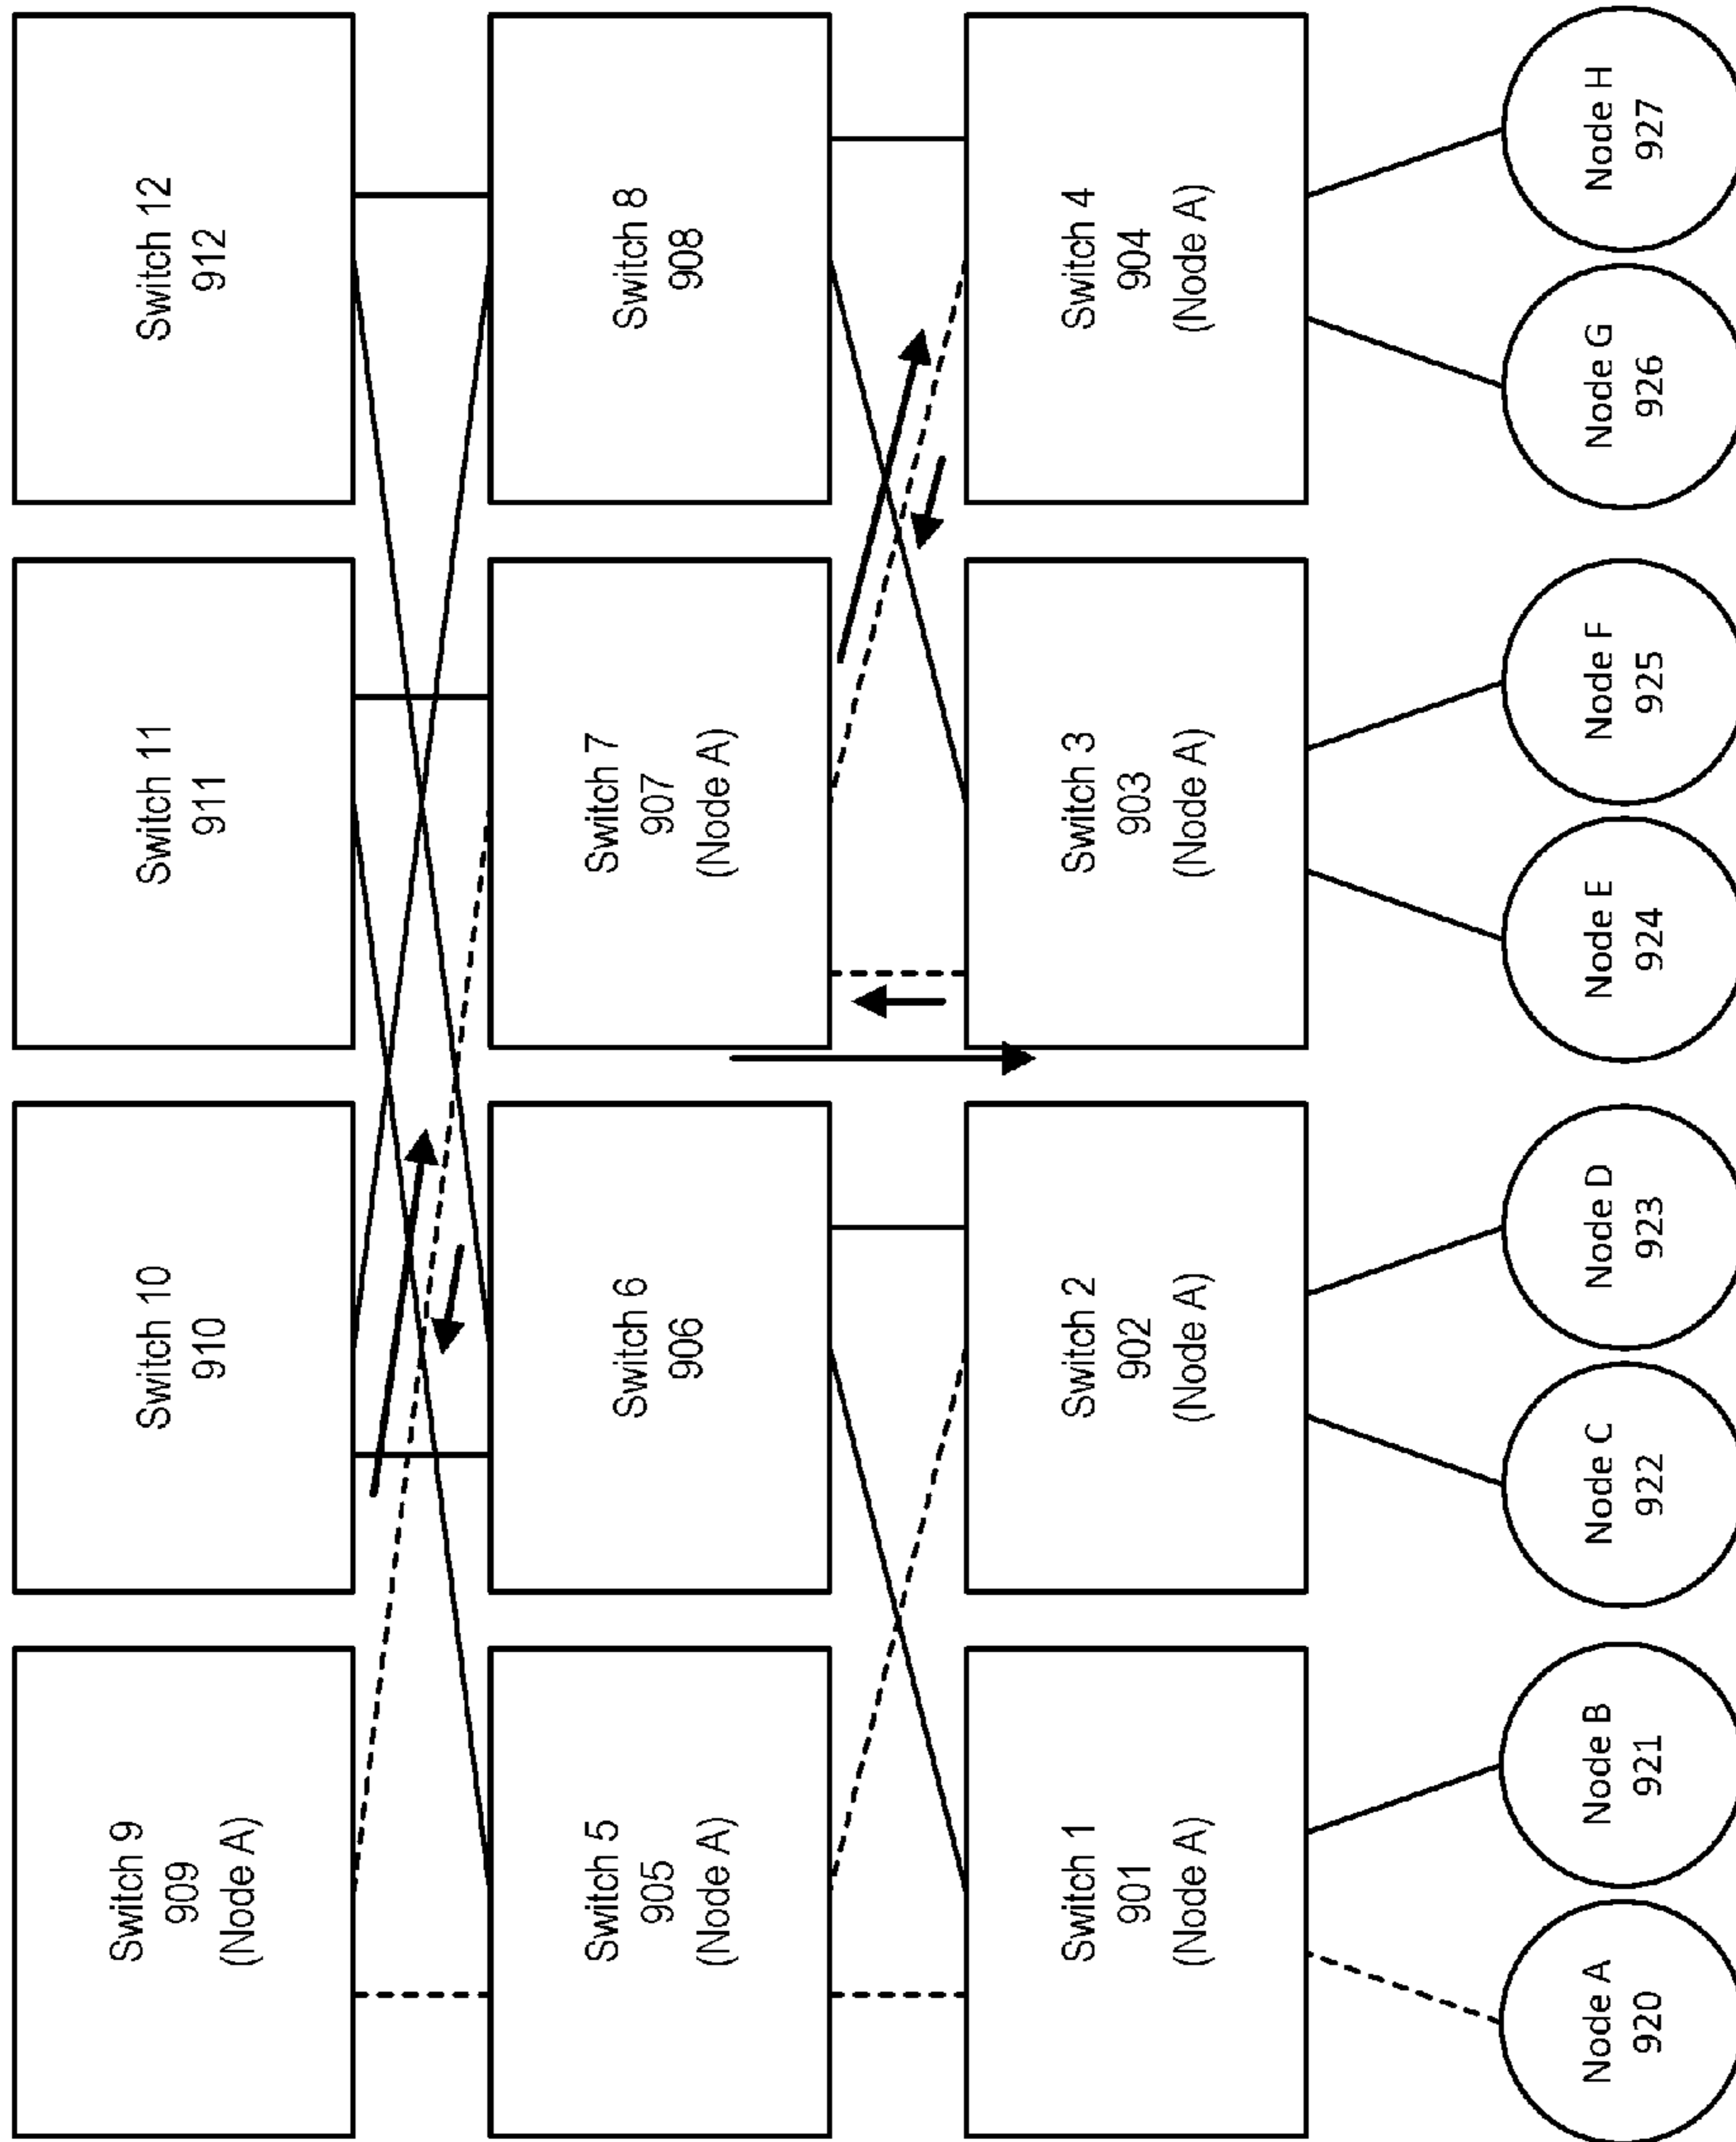 Switch 9
909
(Node A)
Switch 10
910
Switch 11
911
Switch 12
912
Switch 5
905
(Node A)
Switch 6
906
Switch 7
907
(Node A)
Switch 8
908
Switch 1
901
(Node A)
Switch 2
902
(Node A)
Switch 3
903
(Node A)
Switch 4
904
(Node A)
Node A
920
Node B
921
Node C
922
Node D
923
Node E
924
Node F
925
Node G
926
Node H
927